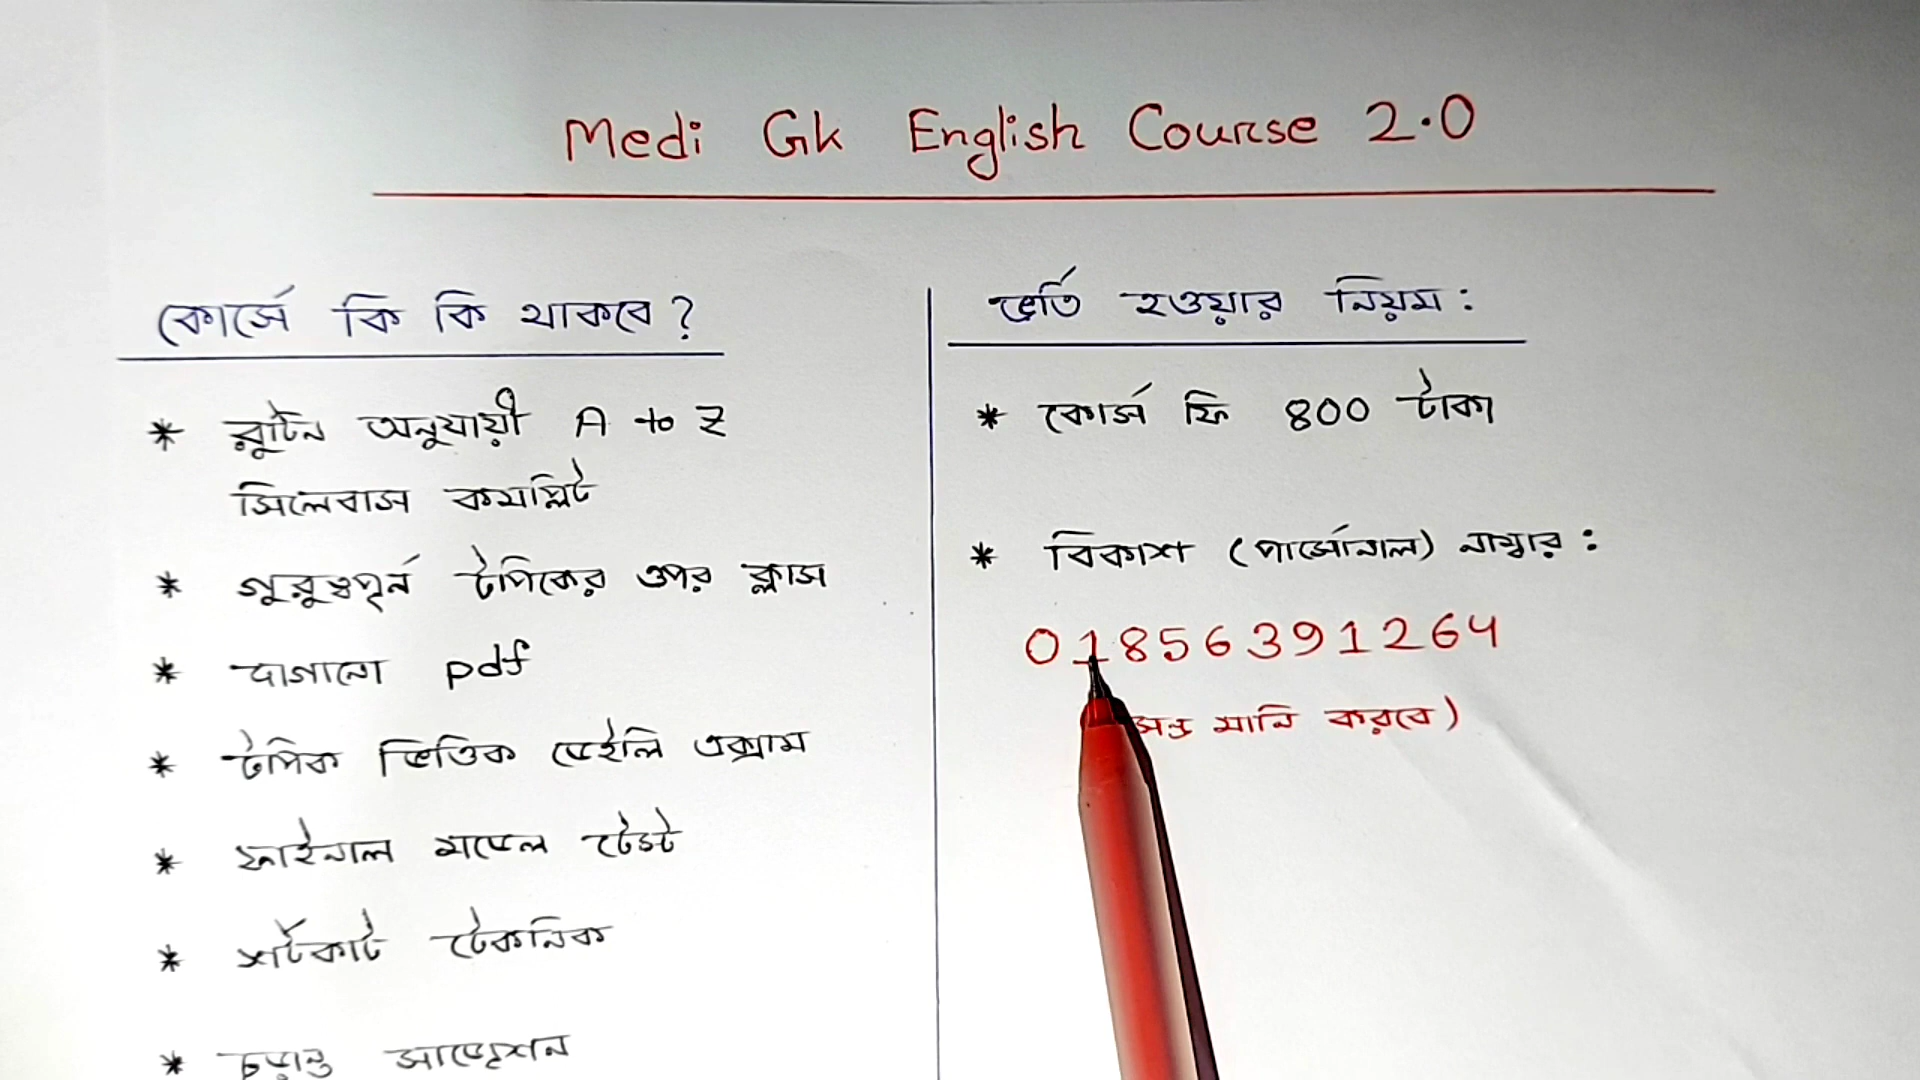 Medi Gk English Course 2.0
কোর্সে কি কি থাকবে?
* রুটিন অনুযায়ী A to Z
সিলেবাস কমপ্লিট
* গুরুত্বপূর্ন টপিকের ওপর ক্লাস
* দাগানো pdf
* টপিক ভিত্তিক ডেইলি এক্সাম
* ফাইনাল মডেল টেস্ট
* শর্টকাট টেকনিক
* চূড়ান্ত সাজেশন
ভর্তি হওয়ার নিয়ম:
* কোর্স ফি 800 টাকা
* বিকাশ (পার্সোনাল) নাম্বার:
01856391264
সেন্ড মানি করবে)